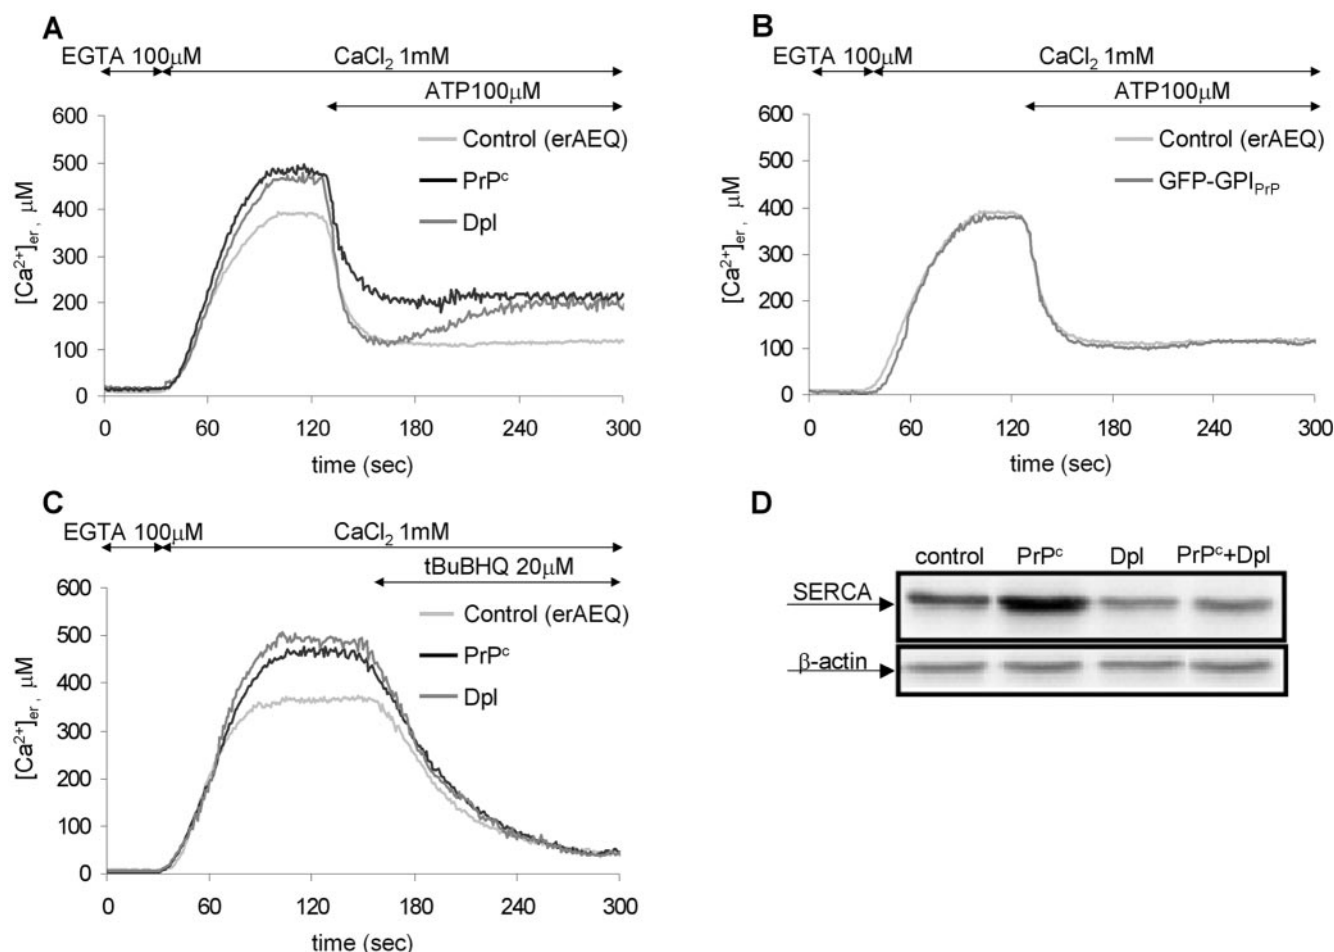 A
EGTA 100μM CaCl₂ 1mM
ATP100μM
600
500
400
300
200
100
0
[Ca²⁺]er , μM
Control (erAEQ)
PrPᶜ
Dpl
0 60 120 180 240 300
time (sec)
B
EGTA 100μM CaCl₂ 1mM
ATP100μM
600
500
400
300
200
100
0
[Ca²⁺]er , μM
Control (erAEQ)
GFP-GPIPrP
0 60 120 180 240 300
time (sec)
C
EGTA 100μM CaCl₂ 1mM
tBuBHQ 20μM
600
500
400
300
200
100
0
[Ca²⁺]er , μM
Control (erAEQ)
PrPᶜ
Dpl
0 60 120 180 240 300
time (sec)
D
control PrPᶜ Dpl PrPᶜ+Dpl
SERCA
β-actin